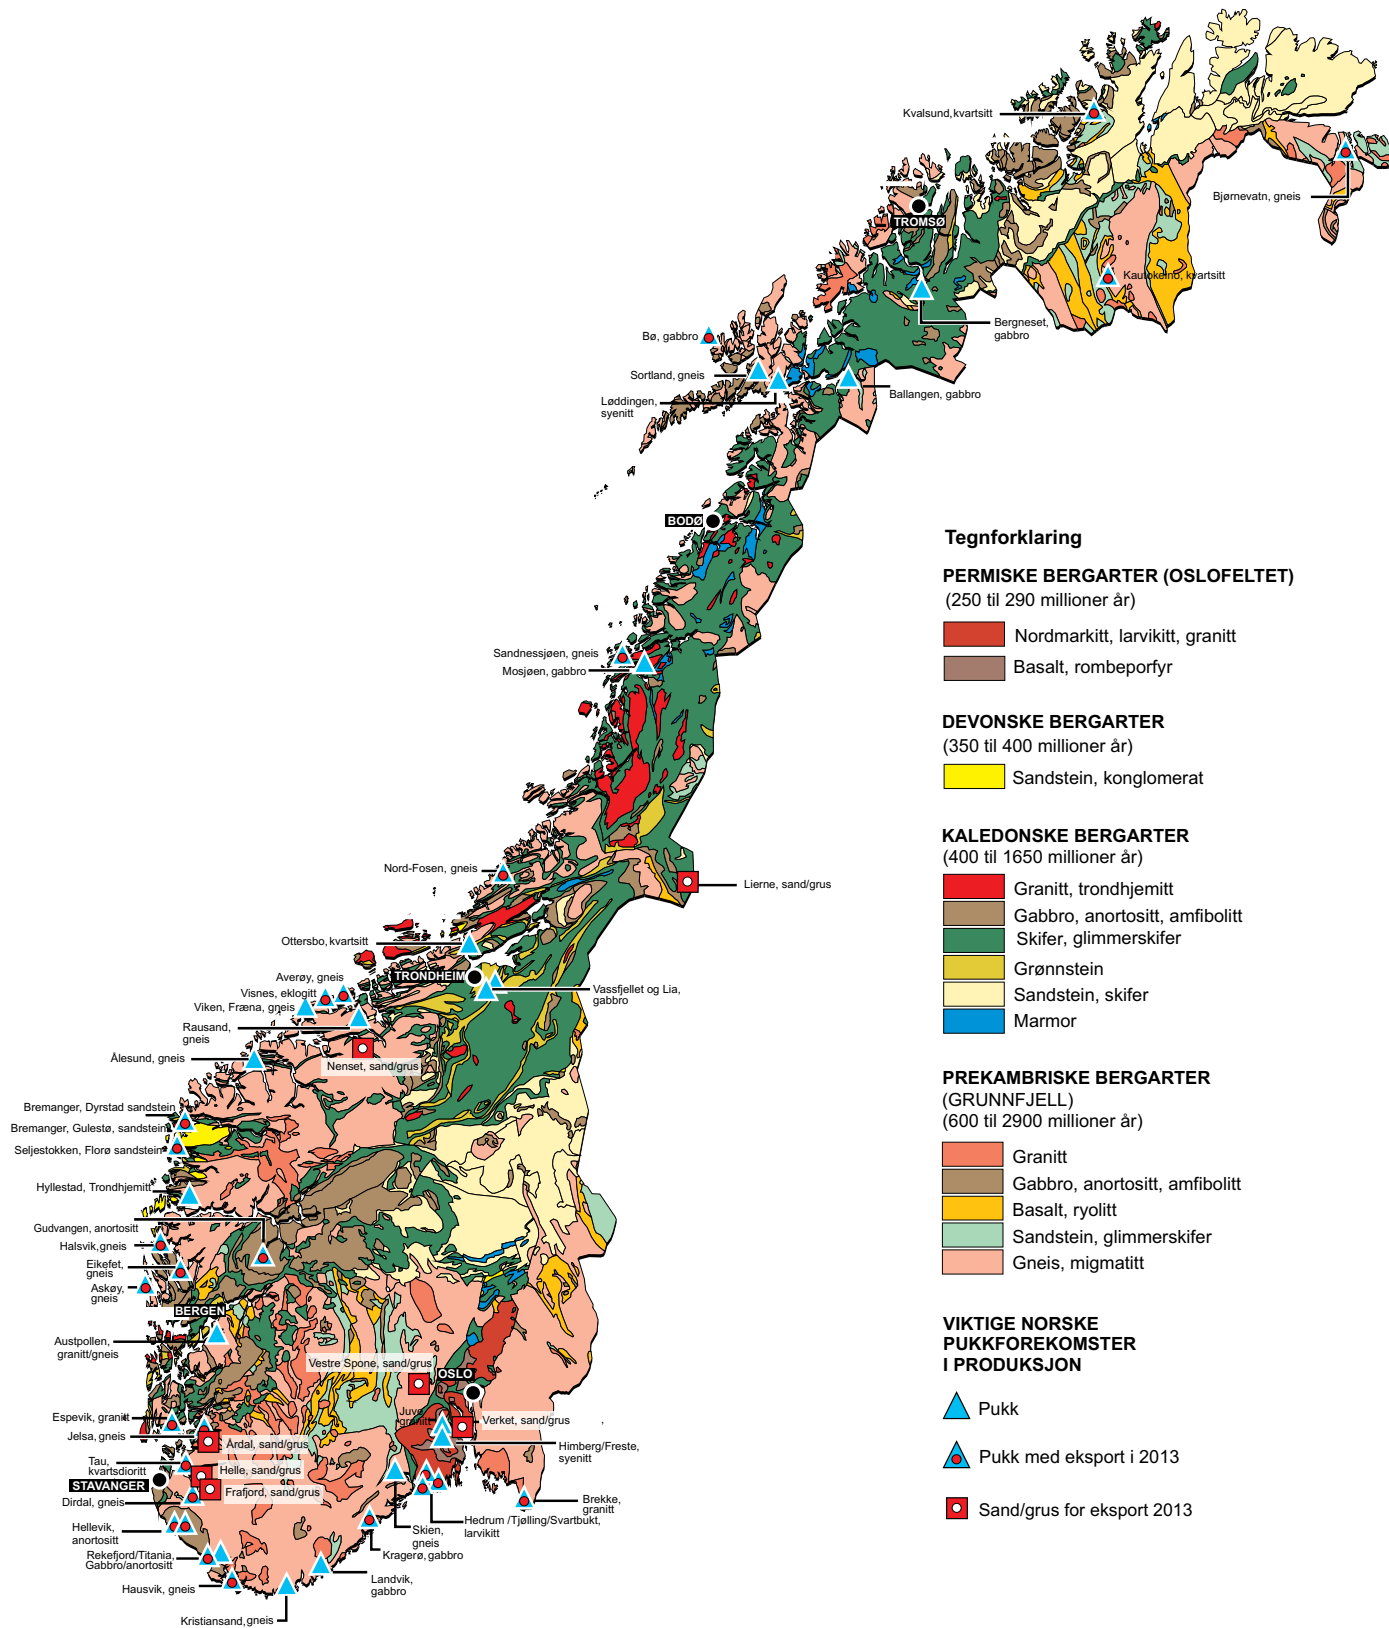 Kvalsund, kvartsitt
Bjørnevatn, gneis
TROMSØ
Kautokeino, kvartsitt
Bergneset,
gabbro
Bø, gabbro
Sortland, gneis
Løddingen,
syenitt
Ballangen, gabbro
BODØ
Sandnessjøen, gneis
Mosjøen, gabbro
Nord-Fosen, gneis
Lierne, sand/grus
Ottersbo, kvartsitt
TRONDHEIM
Vassfjellet og Lia,
gabbro
Averøy, gneis
Visnes, eklogitt
Viken, Fræna, gneis
Rausand,
gneis
Ålesund, gneis
Nenset, sand/grus
Bremanger, Dyrstad sandstein
Bremanger, Gulestø, sandstein
Seljestokken, Florø sandstein
Hyllestad, Trondhjemitt
Gudvangen, anortositt
Halsvik, gneis
Eikefet,
gneis
Askøy,
gneis
BERGEN
Austpollen,
granitt/gneis
Vestre Spone, sand/grus
OSLO
Juve
granitt
Verket, sand/grus
Himberg/Freste,
syenitt
Espevik, granitt
Jelsa, gneis
Årdal, sand/grus
Tau,
kvartsdioritt
Helle, sand/grus
STAVANGER
Frafjord, sand/grus
Dirdal, gneis
Hellevik,
anortositt
Rekefjord/Titania,
Gabbro/anortositt
Hausvik, gneis
Kristiansand, gneis
Landvik,
gabbro
Kragerø, gabbro
Skien,
gneis
Hedrum /Tjølling/Svartbukt,
larvikitt
Brekke,
granitt
Tegnforklaring
PERMISKE BERGARTER (OSLOFELTET)
(250 til 290 millioner år)
Nordmarkitt, larvikitt, granitt
Basalt, rombeporfyr
DEVONSKE BERGARTER
(350 til 400 millioner år)
Sandstein, konglomerat
KALEDONSKE BERGARTER
(400 til 1650 millioner år)
Granitt, trondhjemitt
Gabbro, anortositt, amfibolitt
Skifer, glimmerskifer
Grønnstein
Sandstein, skifer
Marmor
PREKAMBRISKE BERGARTER
(GRUNNFJELL)
(600 til 2900 millioner år)
Granitt
Gabbro, anortositt, amfibolitt
Basalt, ryolitt
Sandstein, glimmerskifer
Gneis, migmatitt
VIKTIGE NORSKE
PUKKFOREKOMSTER
I PRODUKSJON
Pukk
Pukk med eksport i 2013
Sand/grus for eksport 2013